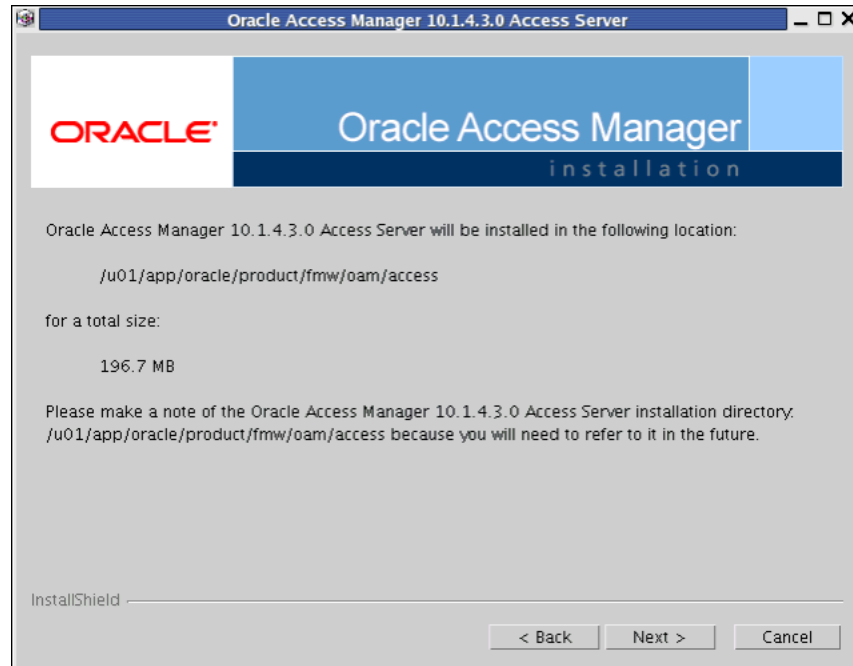 Oracle Access Manager 10.1.4.3.0 Access Server
ORACLE®
Oracle Access Manager
installation
Oracle Access Manager 10.1.4.3.0 Access Server will be installed in the following location:
/u01/app/oracle/product/fmw/oam/access
for a total size:
196.7 MB
Please make a note of the Oracle Access Manager 10.1.4.3.0 Access Server installation directory:
/u01/app/oracle/product/fmw/oam/access because you will need to refer to it in the future.
InstallShield
< Back Next > Cancel